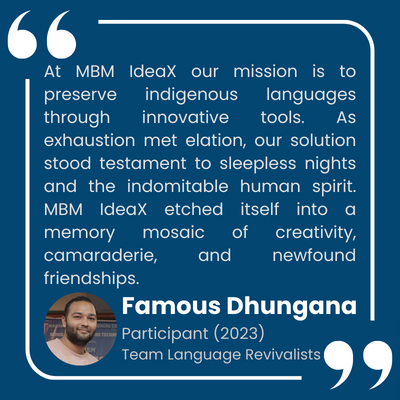 At MBM IdeaX our mission is to
preserve indigenous languages
through innovative tools. As
exhaustion met elation, our solution
stood testament to sleepless nights
and the indomitable human spirit.
MBM IdeaX etched itself into a
memory mosaic of creativity,
camaraderie, and newfound
friendships.
Famous Dhungana
Participant (2023)
Team Language Revivalists